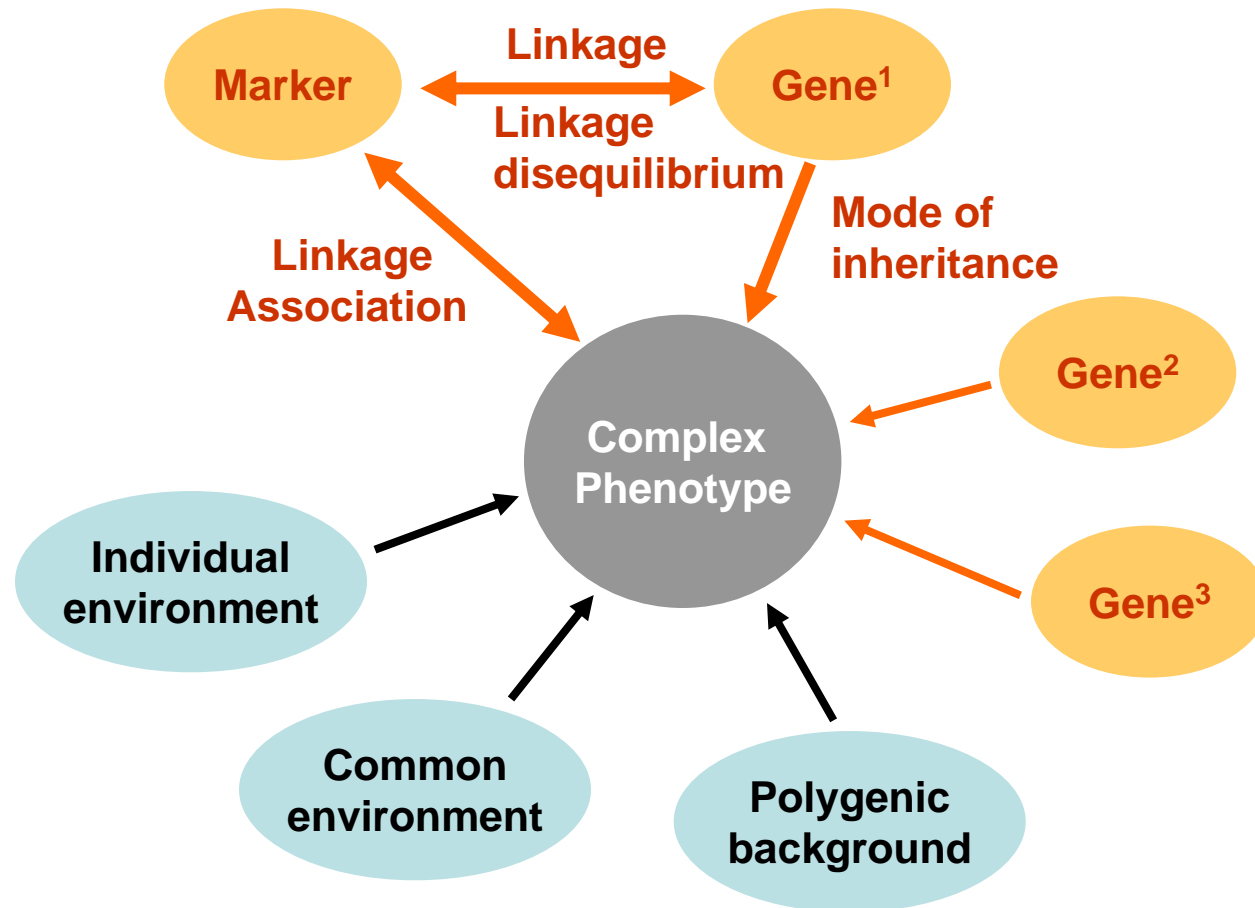 Linkage
Marker
Gene¹
Linkage
disequilibrium
Mode of
inheritance
Linkage
Association
Gene²
Complex
Phenotype
Individual
environment
Gene³
Common
environment
Polygenic
background